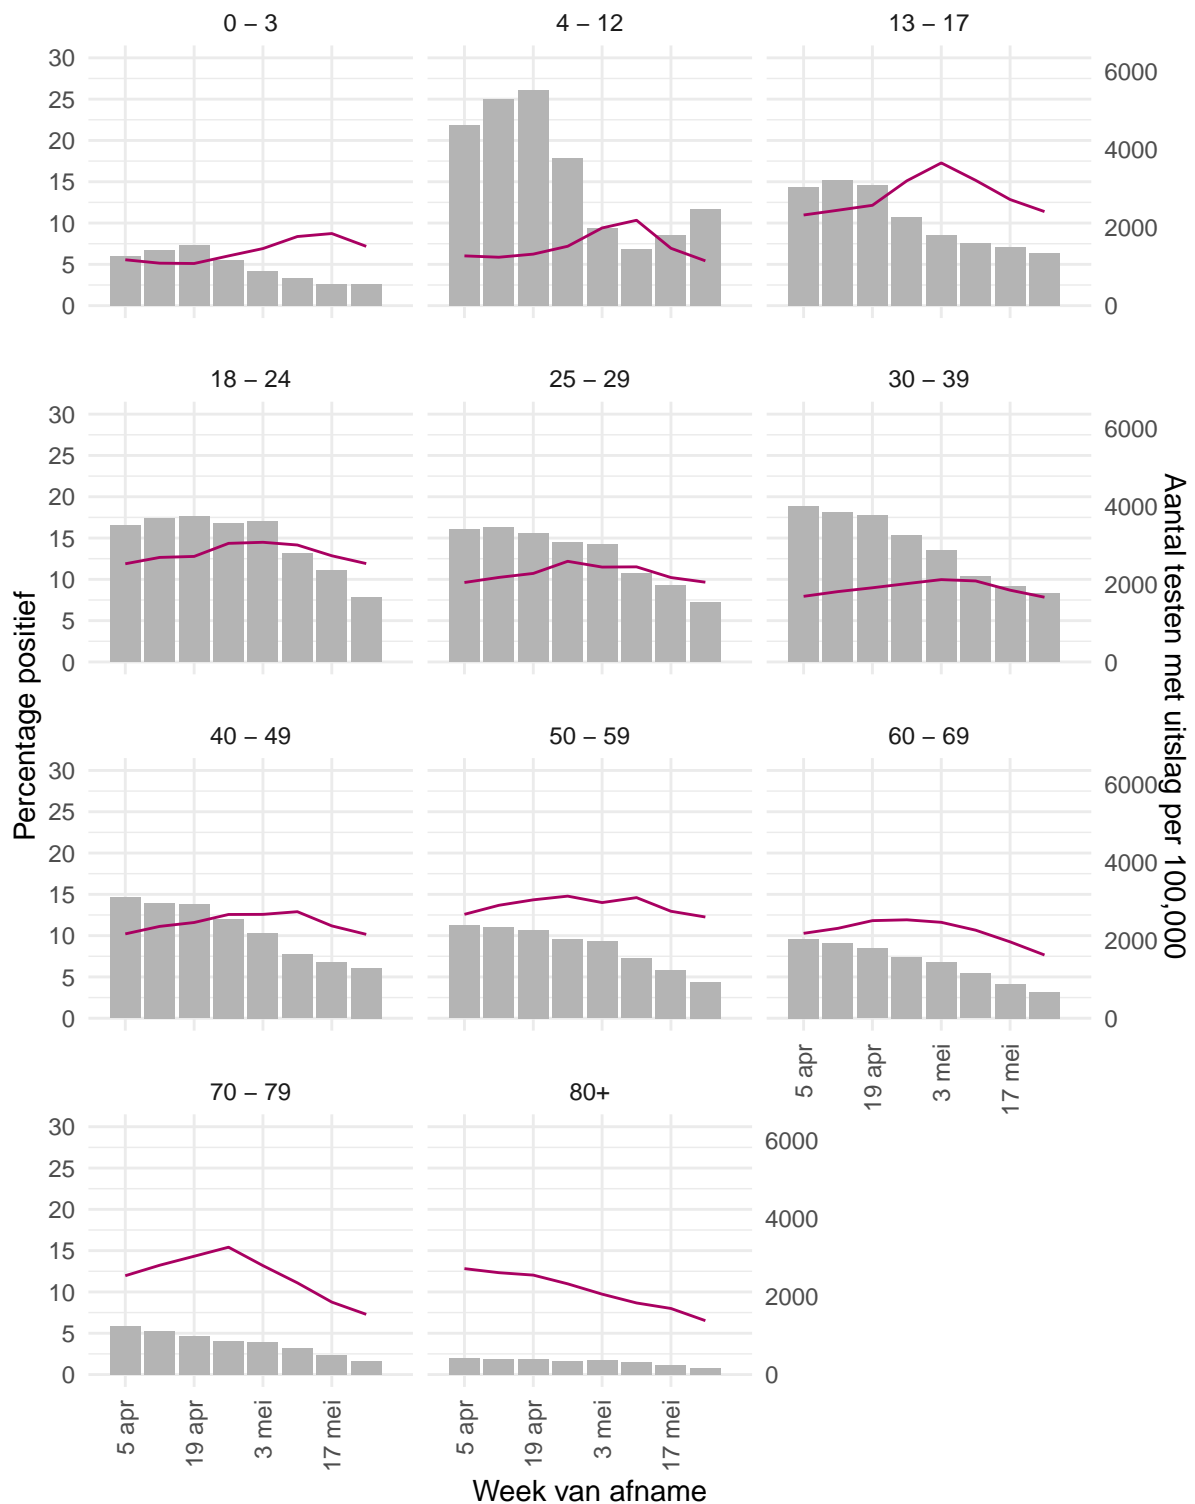 0 – 3
4 – 12
13 – 17
30
25
20
15
10
5
0
6000
4000
2000
0
18 – 24
25 – 29
30 – 39
30
25
20
15
10
5
0
6000
4000
2000
0
40 – 49
50 – 59
60 – 69
30
25
20
15
10
5
0
6000
4000
2000
0
5 apr
19 apr
3 mei
17 mei
70 – 79
80+
30
25
20
15
10
5
0
6000
4000
2000
0
5 apr
19 apr
3 mei
17 mei
5 apr
19 apr
3 mei
17 mei
Week van afname
Percentage positief
Aantal testen met uitslag per 100,000